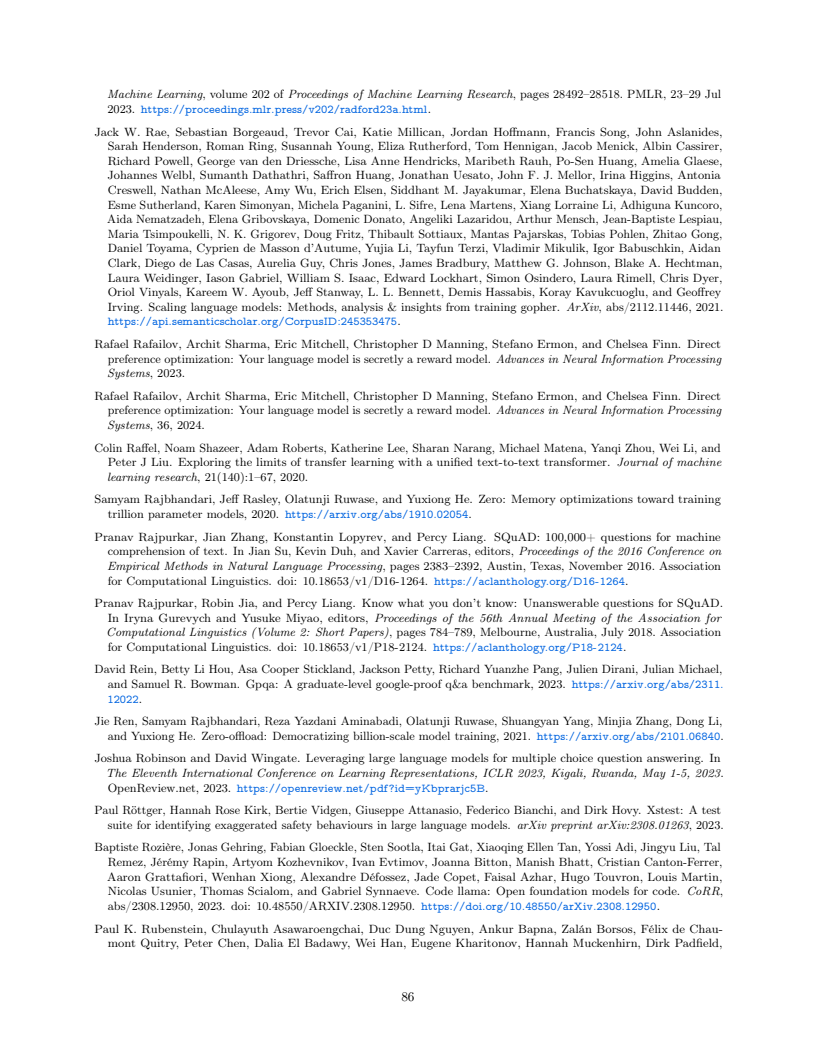 Machine Learning, volume 202 of Proceedings of Machine Learning Research, pages 28492–28518. PMLR, 23–29 Jul
2023. https://proceedings.mlr.press/v202/radford23a.html.
Jack W. Rae, Sebastian Borgeaud, Trevor Cai, Katie Millican, Jordan Hoffmann, Francis Song, John Aslanides,
Sarah Henderson, Roman Ring, Susannah Young, Eliza Rutherford, Tom Hennigan, Jacob Menick, Albin Cassirer,
Richard Powell, George van den Driessche, Lisa Anne Hendricks, Maribeth Rauh, Po-Sen Huang, Amelia Glaese,
Johannes Welbl, Sumanth Dathathri, Saffron Huang, Jonathan Uesato, John F. J. Mellor, Irina Higgins, Antonia
Creswell, Nathan McAleese, Amy Wu, Erich Elsen, Siddhant M. Jayakumar, Elena Buchatskaya, David Budden,
Esme Sutherland, Karen Simonyan, Michela Paganini, L. Sifre, Lena Martens, Xiang Lorraine Li, Adhiguna Kuncoro,
Aida Nematzadeh, Elena Gribovskaya, Domenic Donato, Angeliki Lazaridou, Arthur Mensch, Jean-Baptiste Lespiau,
Maria Tsimpoukelli, N. K. Grigorev, Doug Fritz, Thibault Sottiaux, Mantas Pajarskas, Tobias Pohlen, Zhitao Gong,
Daniel Toyama, Cyprien de Masson d'Autume, Yujia Li, Tayfun Terzi, Vladimir Mikulik, Igor Babuschkin, Aidan
Clark, Diego de Las Casas, Aurelia Guy, Chris Jones, James Bradbury, Matthew G. Johnson, Blake A. Hechtman,
Laura Weidinger, Iason Gabriel, William S. Isaac, Edward Lockhart, Simon Osindero, Laura Rimell, Chris Dyer,
Oriol Vinyals, Kareem W. Ayoub, Jeff Stanway, L. L. Bennett, Demis Hassabis, Koray Kavukcuoglu, and Geoffrey
Irving. Scaling language models: Methods, analysis & insights from training gopher. ArXiv, abs/2112.11446, 2021.
https://api.semanticscholar.org/CorpusID:245353475.
Rafael Rafailov, Archit Sharma, Eric Mitchell, Christopher D Manning, Stefano Ermon, and Chelsea Finn. Direct
preference optimization: Your language model is secretly a reward model. Advances in Neural Information Processing
Systems, 2023.
Rafael Rafailov, Archit Sharma, Eric Mitchell, Christopher D Manning, Stefano Ermon, and Chelsea Finn. Direct
preference optimization: Your language model is secretly a reward model. Advances in Neural Information Processing
Systems, 36, 2024.
Colin Raffel, Noam Shazeer, Adam Roberts, Katherine Lee, Sharan Narang, Michael Matena, Yanqi Zhou, Wei Li, and
Peter J Liu. Exploring the limits of transfer learning with a unified text-to-text transformer. Journal of machine
learning research, 21(140):1–67, 2020.
Samyam Rajbhandari, Jeff Rasley, Olatunji Ruwase, and Yuxiong He. Zero: Memory optimizations toward training
trillion parameter models, 2020. https://arxiv.org/abs/1910.02054.
Pranav Rajpurkar, Jian Zhang, Konstantin Lopyrev, and Percy Liang. SQuAD: 100,000+ questions for machine
comprehension of text. In Jian Su, Kevin Duh, and Xavier Carreras, editors, Proceedings of the 2016 Conference on
Empirical Methods in Natural Language Processing, pages 2383–2392, Austin, Texas, November 2016. Association
for Computational Linguistics. doi: 10.18653/v1/D16-1264. https://aclanthology.org/D16-1264.
Pranav Rajpurkar, Robin Jia, and Percy Liang. Know what you don't know: Unanswerable questions for SQuAD.
In Iryna Gurevych and Yusuke Miyao, editors, Proceedings of the 56th Annual Meeting of the Association for
Computational Linguistics (Volume 2: Short Papers), pages 784–789, Melbourne, Australia, July 2018. Association
for Computational Linguistics. doi: 10.18653/v1/P18-2124. https://aclanthology.org/P18-2124.
David Rein, Betty Li Hou, Asa Cooper Stickland, Jackson Petty, Richard Yuanzhe Pang, Julien Dirani, Julian Michael,
and Samuel R. Bowman. Gpqa: A graduate-level google-proof q&a benchmark, 2023. https://arxiv.org/abs/2311.
12022.
Jie Ren, Samyam Rajbhandari, Reza Yazdani Aminabadi, Olatunji Ruwase, Shuangyan Yang, Minjia Zhang, Dong Li,
and Yuxiong He. Zero-offload: Democratizing billion-scale model training, 2021. https://arxiv.org/abs/2101.06840.
Joshua Robinson and David Wingate. Leveraging large language models for multiple choice question answering. In
The Eleventh International Conference on Learning Representations, ICLR 2023, Kigali, Rwanda, May 1-5, 2023.
OpenReview.net, 2023. https://openreview.net/pdf?id=yKbprarjc5B.
Paul Röttger, Hannah Rose Kirk, Bertie Vidgen, Giuseppe Attanasio, Federico Bianchi, and Dirk Hovy. Xstest: A test
suite for identifying exaggerated safety behaviours in large language models. arXiv preprint arXiv:2308.01263, 2023.
Baptiste Rozière, Jonas Gehring, Fabian Gloeckle, Sten Sootla, Itai Gat, Xiaoqing Ellen Tan, Yossi Adi, Jingyu Liu, Tal
Remez, Jérémy Rapin, Artyom Kozhevnikov, Ivan Evtimov, Joanna Bitton, Manish Bhatt, Cristian Canton-Ferrer,
Aaron Grattafiori, Wenhan Xiong, Alexandre Défossez, Jade Copet, Faisal Azhar, Hugo Touvron, Louis Martin,
Nicolas Usunier, Thomas Scialom, and Gabriel Synnaeve. Code llama: Open foundation models for code. CoRR,
abs/2308.12950, 2023. doi: 10.48550/ARXIV.2308.12950. https://doi.org/10.48550/arXiv.2308.12950.
Paul K. Rubenstein, Chulayuth Asawaroengchai, Duc Dung Nguyen, Ankur Bapna, Zalán Borsos, Félix de Chau-
mont Quitry, Peter Chen, Dalia El Badawy, Wei Han, Eugene Kharitonov, Hannah Muckenhirn, Dirk Padfield,
86